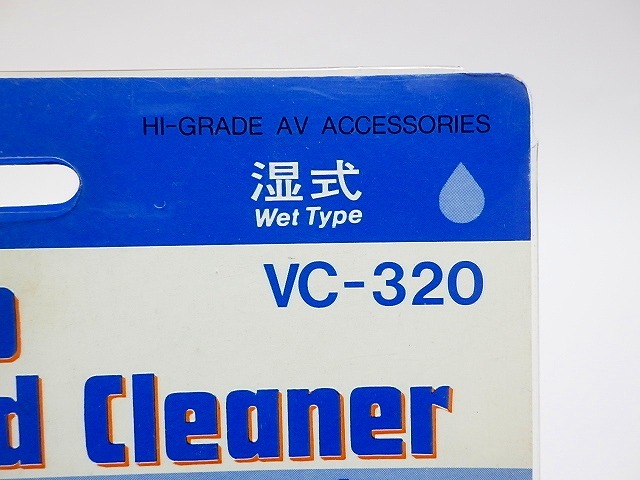 HI-GRADE AV ACCESSORIES
湿式
Wet Type
VC-320
Cleaner